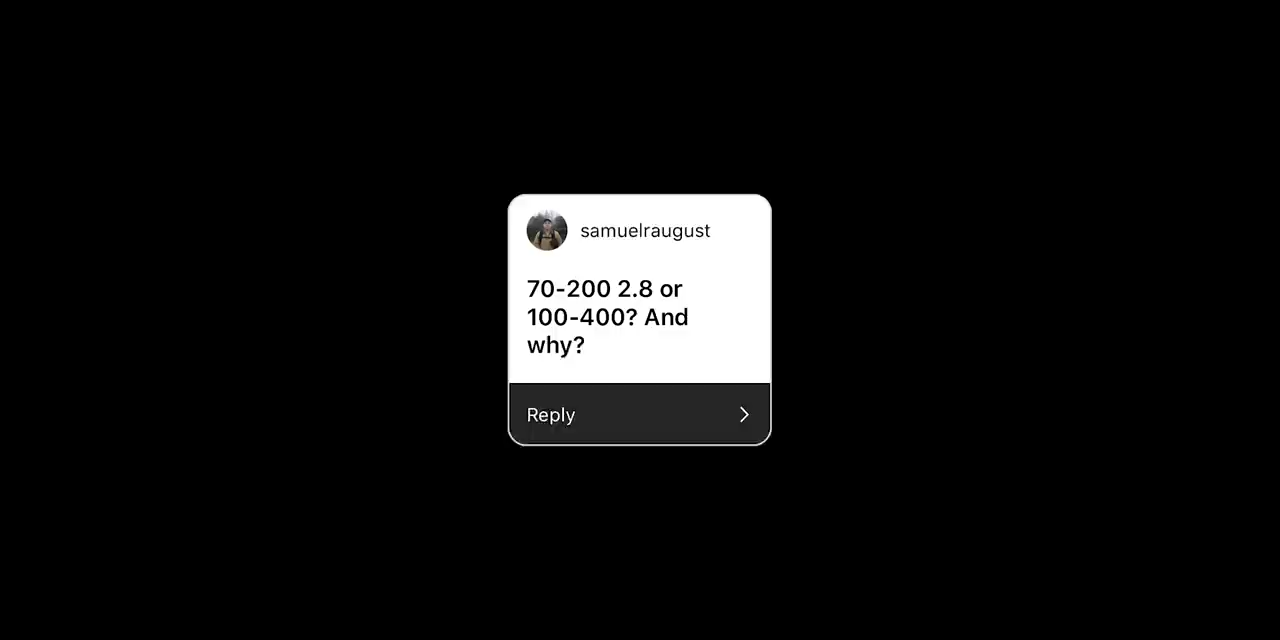 samuelraugust
70-200 2.8 or
100-400? And
why?
Reply